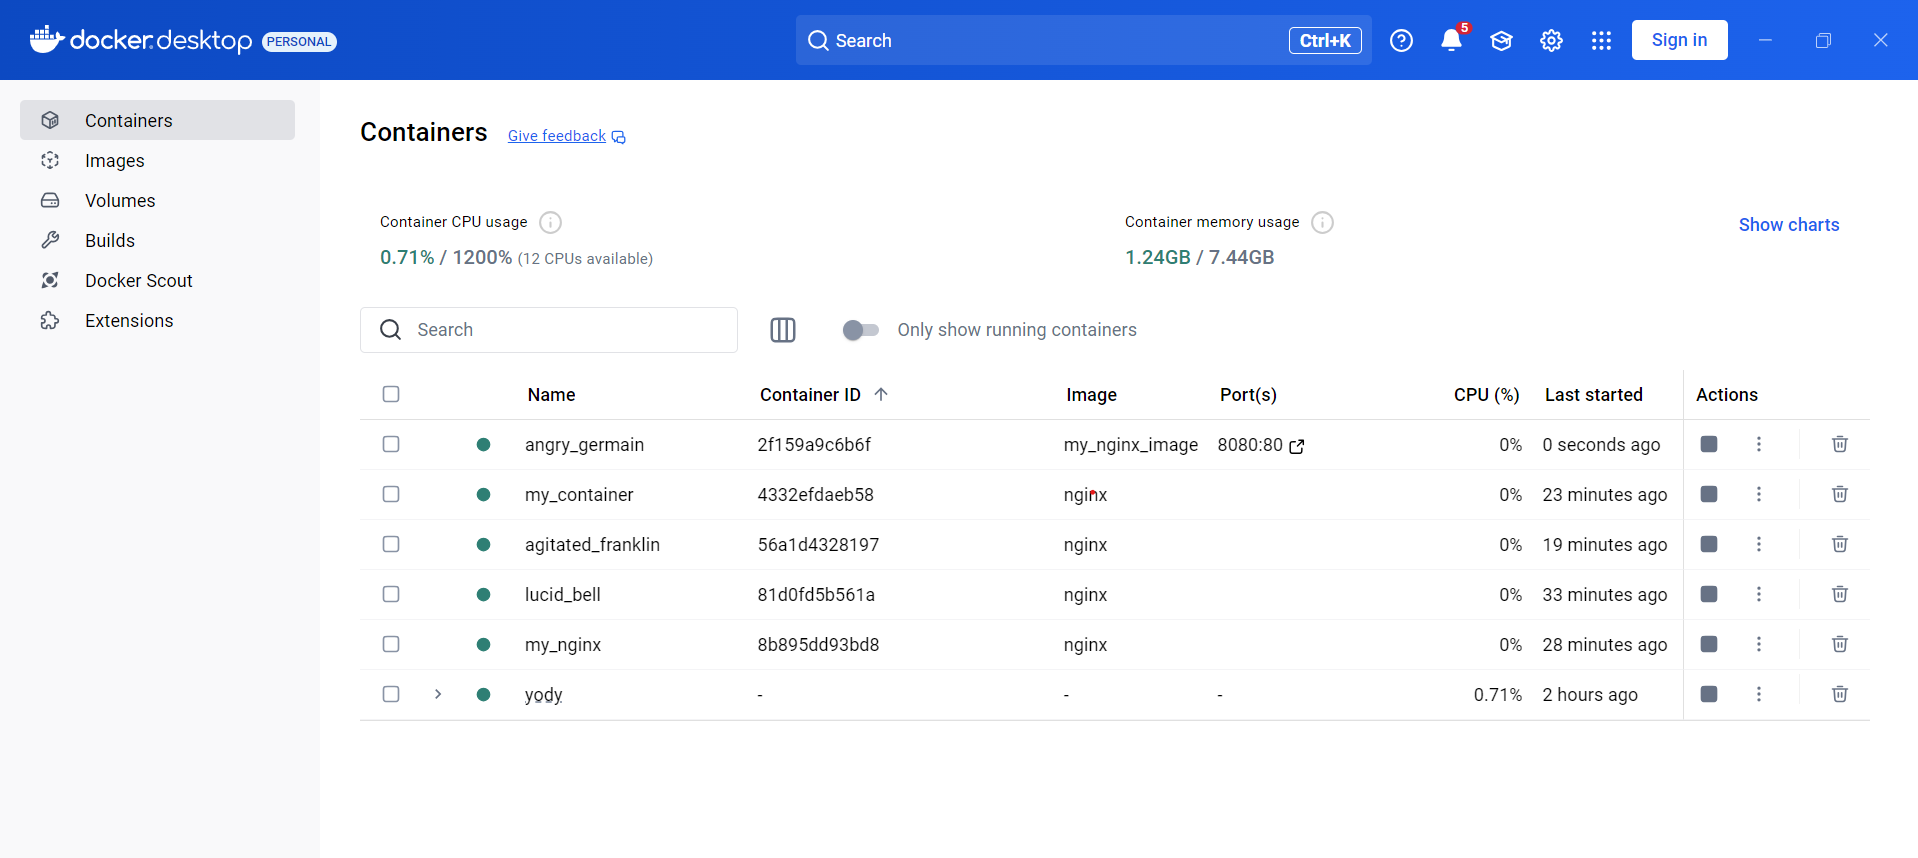 docker.desktop PERSONAL Search Ctrl+K 5 Sign in
Containers
Images
Volumes
Builds
Docker Scout
Extensions
Containers Give feedback
Container CPU usage Container memory usage Show charts
0.71% / 1200% (12 CPUs available) 1.24GB / 7.44GB
Search Only show running containers
Name Container ID Image Port(s) CPU (%) Last started Actions
angry_germain 2f159a9c6b6f my_nginx_image 8080:80 0% 0 seconds ago
my_container 4332efdaeb58 nginx 0% 23 minutes ago
agitated_franklin 56a1d4328197 nginx 0% 19 minutes ago
lucid_bell 81d0fd5b561a nginx 0% 33 minutes ago
my_nginx 8b895dd93bd8 nginx 0% 28 minutes ago
yody - - - 0.71% 2 hours ago